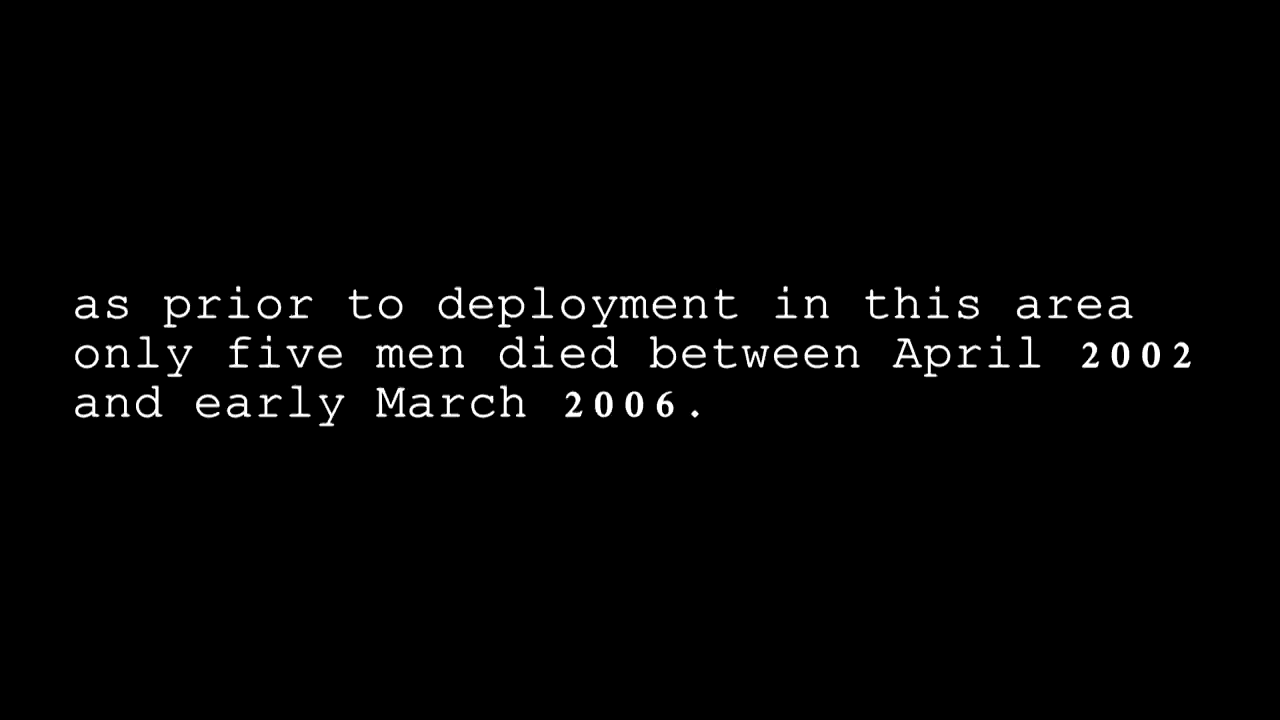 as prior to deployment in this area
only five men died between April 2002
and early March 2006.